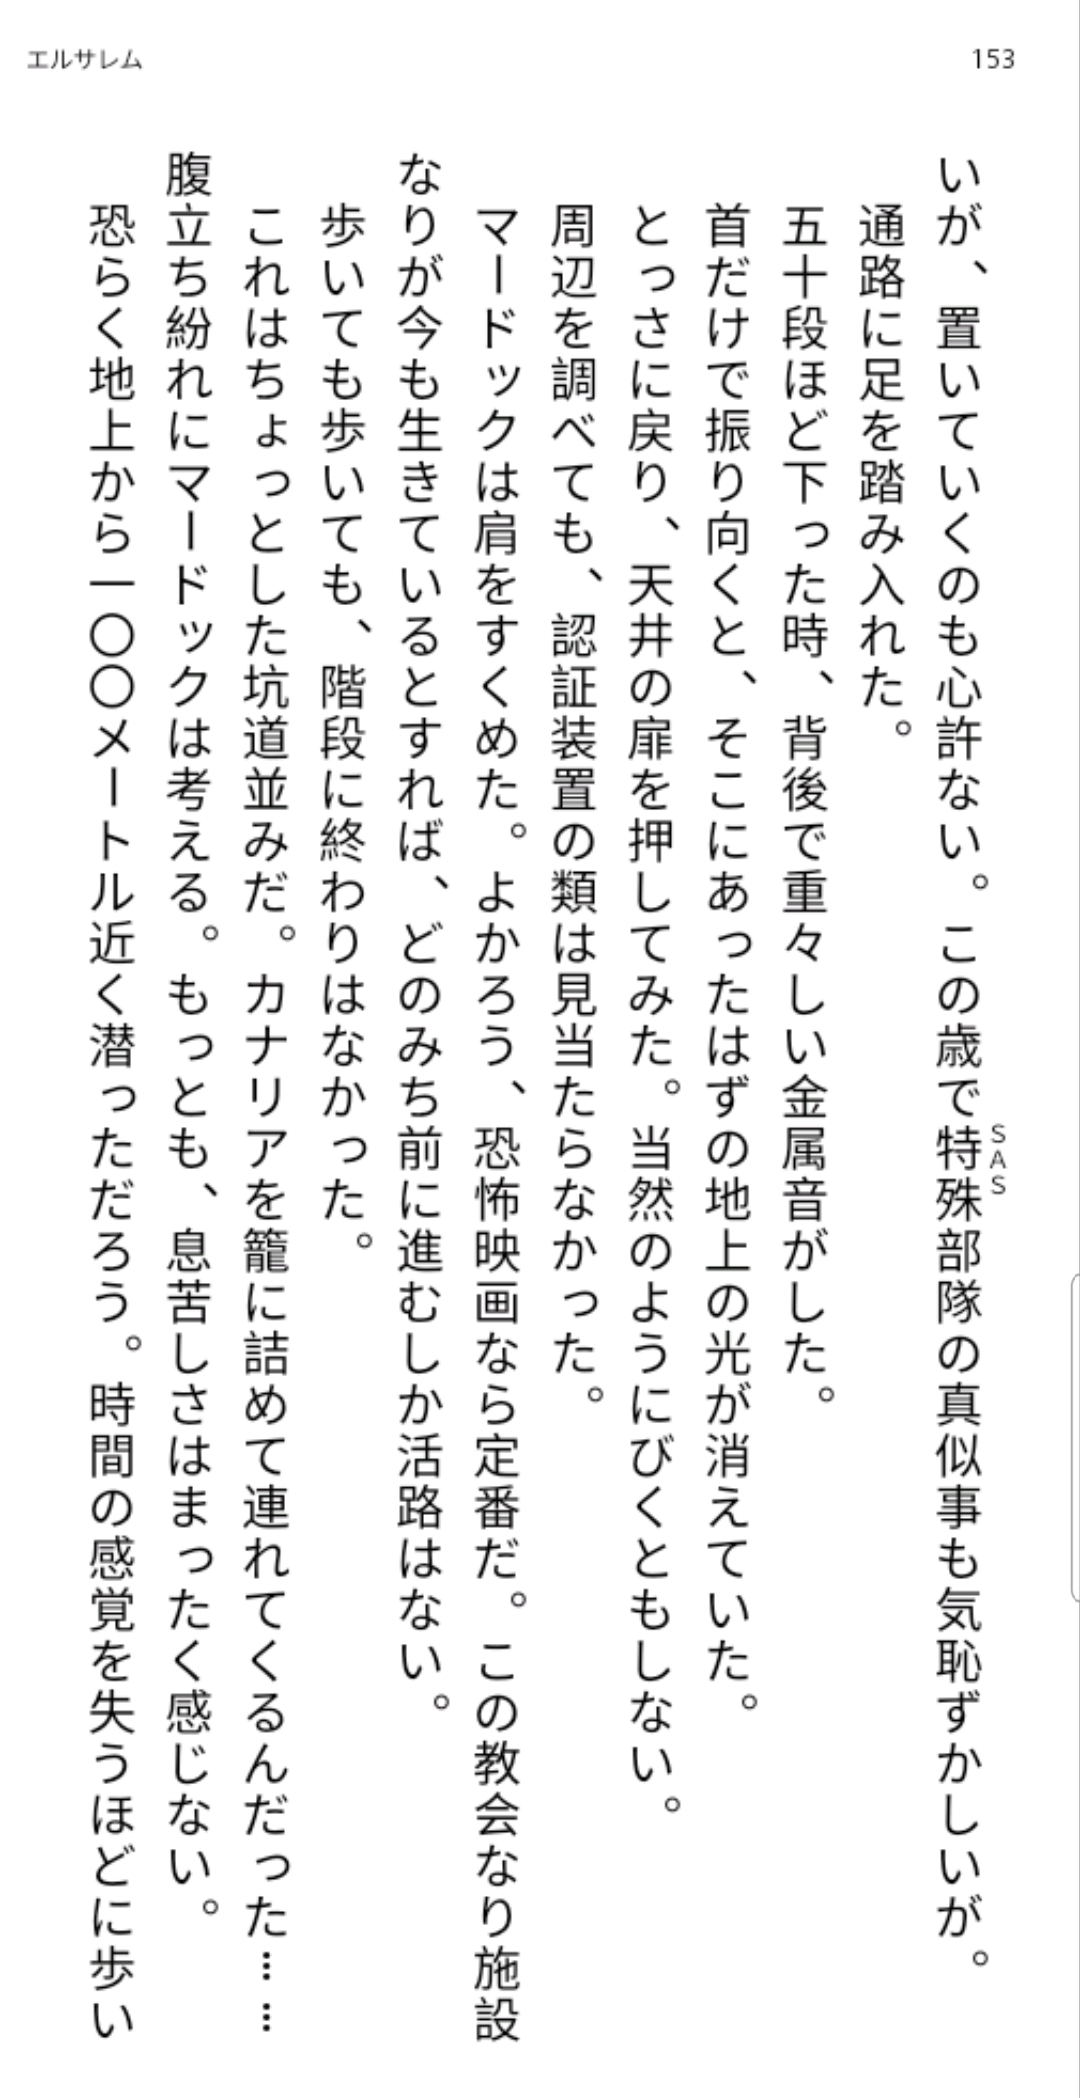 エルサレム
153
いが、置いていくのも心許ない。この歳で特殊部隊の真似事も気恥ずかしいが。
SAS
通路に足を踏み入れた。
五十段ほど下った時、背後で重々しい金属音がした。
首だけで振り向くと、そこにあったはずの地上の光が消えていた。
とっさに戻り、天井の扉を押してみた。当然のようにびくともしない。
周辺を調べても、認証装置の類は見当たらなかった。
マードックは肩をすくめた。よかろう、恐怖映画なら定番だ。この教会なり施設
なりが今も生きているとすれば、どのみち前に進むしか活路はない。
歩いても歩いても、階段に終わりはなかった。
これはちょっとした坑道並みだ。カナリアを籠に詰めて連れてくるんだった……
腹立ち紛れにマードックは考える。もっとも、息苦しさはまったく感じない。
恐らく地上から一〇〇メートル近く潜っただろう。時間の感覚を失うほどに歩い